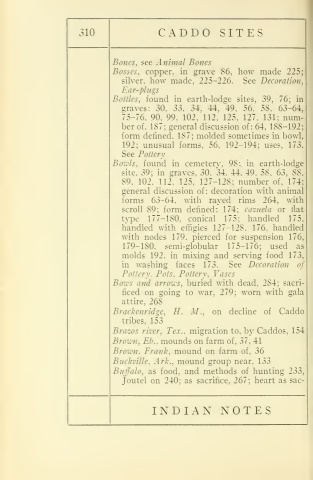 310
CADDO SITES
Bones, see Animal Bones
Bosses, copper, in grave 86, how made 225;
silver, how made, 225-226. See Decoration,
Ear-plugs
Bottles, found in earth-lodge sites, 39, 76; in
graves: 30, 33, 34, 44, 49, 56, 58, 63-64,
75-76, 90, 99, 102, 112, 125, 127, 131; num-
ber of, 187; general discussion of: 64, 188-192;
form defined, 187; molded sometimes in bowl,
192; unusual forms, 56, 192-194; uses, 173.
See Pottery
Bowls, found in cemetery, 98; in earth-lodge
site, 39; in graves, 30, 34, 44, 49, 58, 63, 88,
89, 102, 112, 125, 127-128; number of, 174;
general discussion of: decoration with animal
forms 63-64, with rayed rims 264, with
scroll 89; form defined: 174; cazuela or flat
type 177-180, conical 175; handled 175,
handled with effigies 127-128, 176, handled
with nodes 179, pierced for suspension 176,
179-180, semi-globular 175-176; used as
molds 192, in mixing and serving food 173,
in washing faces 173. See Decoration of
Pottery, Pots, Pottery, Vases
Bows and arrows, buried with dead, 284; sacri-
ficed on going to war, 279; worn with gala
attire, 268
Brackenridge, H. M., on decline of Caddo
tribes, 153
Brazos river, Tex., migration to, by Caddos, 154
Brown, Eb., mounds on farm of, 37, 41
Brown, Frank, mound on farm of, 36
Buckville, Ark., mound group near, 133
Buffalo, as food, and methods of hunting 233,
Joutel on 240; as sacrifice, 267; heart as sac-
INDIAN NOTES